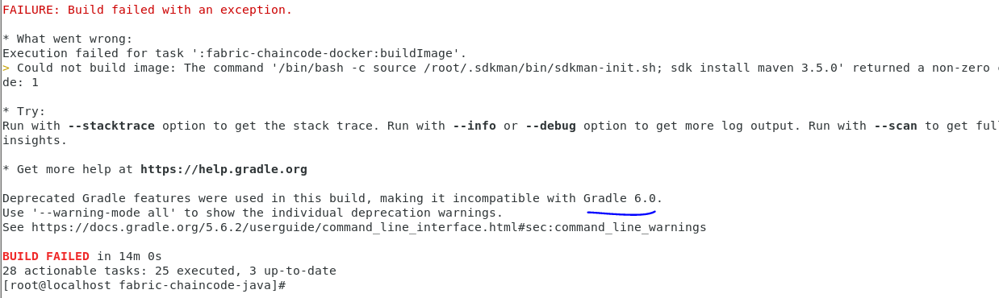 FAILURE: Build failed with an exception.
* What went wrong:
Execution failed for task ':fabric-chaincode-docker:buildImage'.
> Could not build image: The command '/bin/bash -c source /root/.sdkman/bin/sdkman-init.sh; sdk install maven 3.5.0' returned a non-zero
de: 1
* Try:
Run with --stacktrace option to get the stack trace. Run with --info or --debug option to get more log output. Run with --scan to get full
insights.
* Get more help at https://help.gradle.org
Deprecated Gradle features were used in this build, making it incompatible with Gradle 6.0.
Use '--warning-mode all' to show the individual deprecation warnings.
See https://docs.gradle.org/5.6.2/userguide/command_line_interface.html#sec:command_line_warnings
BUILD FAILED in 14m 0s
28 actionable tasks: 25 executed, 3 up-to-date
[root@localhost fabric-chaincode-java]#